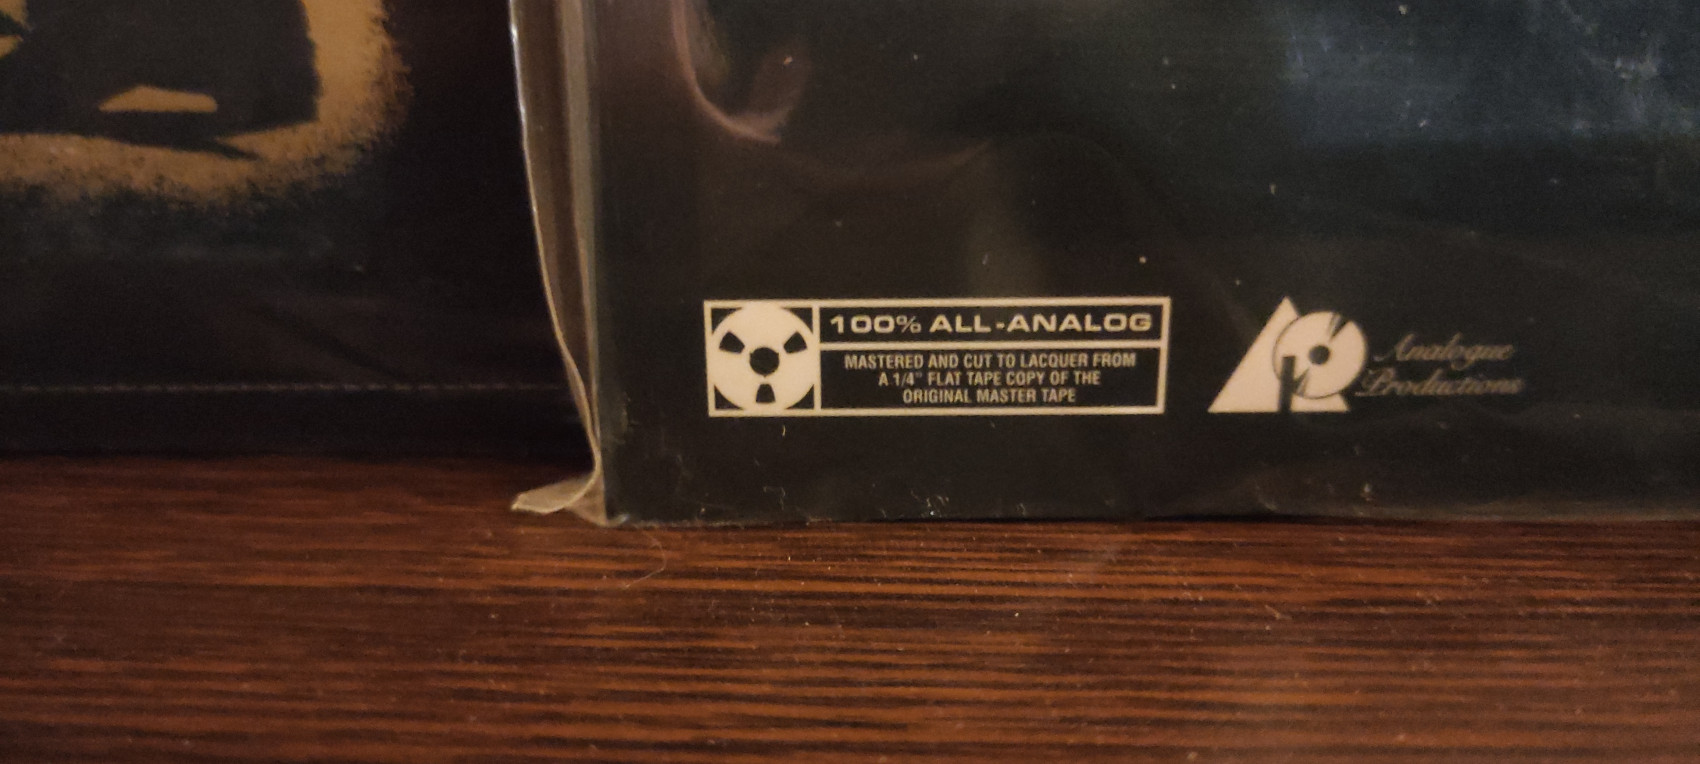 100% ALL-ANALOG
MASTERED AND CUT TO LACQUER FROM
A 1/4" FLAT TAPE COPY OF THE
ORIGINAL MASTER TAPE
Analogue
Productions